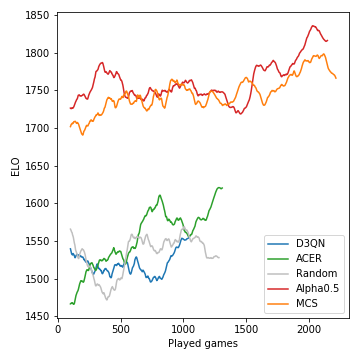 1850
1800
1750
1700
1650
1600
1550
1500
1450
ELO
0
500
1000
1500
2000
Played games
D3QN
ACER
Random
Alpha0.5
MCS